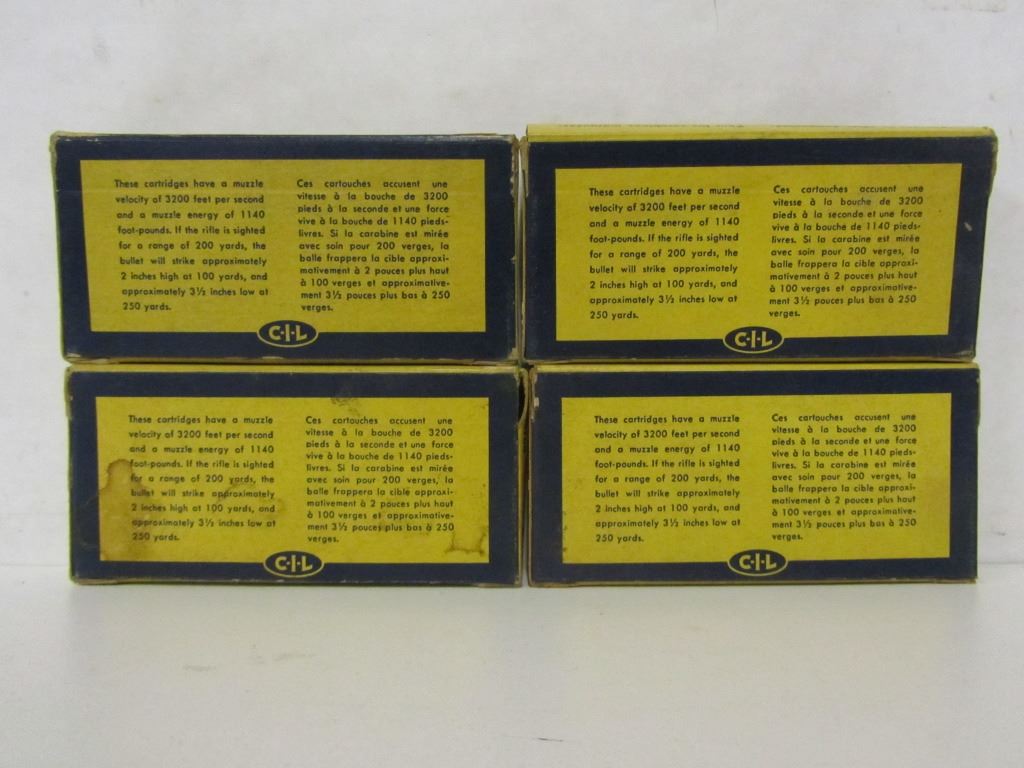 These cartridges have a muzzle
velocity of 3200 feet per second
and a muzzle energy of 1140
foot-pounds. If the rifle is sighted
for a range of 200 yards, the
bullet will strike approximately
2 inches high at 100 yards, and
approximately 3½ inches low at
250 yards.
Ces cartouches accusent une
vitesse à la bouche de 3200
pieds à la seconde et une force
vive à la bouche de 1140 pieds-
livres. Si la carabine est mirée
avec soin pour 200 verges, la
balle frappera la cible approxi-
mativement à 2 pouces plus haut
à 100 verges et approximative-
ment 3½ pouces plus bas à 250
verges.
C·I·L
These cartridges have a muzzle
velocity of 3200 feet per second
and a muzzle energy of 1140
foot-pounds. If the rifle is sighted
for a range of 200 yards, the
bullet will strike approximately
2 inches high at 100 yards, and
approximately 3½ inches low at
250 yards.
Ces cartouches accusent une
vitesse à la bouche de 3200
pieds à la seconde et une force
vive à la bouche de 1140 pieds-
livres. Si la carabine est mirée
avec soin pour 200 verges, la
balle frappera la cible approxi-
mativement à 2 pouces plus haut
à 100 verges et approximative-
ment 3½ pouces plus bas à 250
verges.
C·I·L
These cartridges have a muzzle
velocity of 3200 feet per second
and a muzzle energy of 1140
foot-pounds. If the rifle is sighted
for a range of 200 yards, the
bullet will strike approximately
2 inches high at 100 yards, and
approximately 3½ inches low at
250 yards.
Ces cartouches accusent une
vitesse à la bouche de 3200
pieds à la seconde et une force
vive à la bouche de 1140 pieds-
livres. Si la carabine est mirée
avec soin pour 200 verges, la
balle frappera la cible approxi-
mativement à 2 pouces plus haut
à 100 verges et approximative-
ment 3½ pouces plus bas à 250
verges.
C·I·L
These cartridges have a muzzle
velocity of 3200 feet per second
and a muzzle energy of 1140
foot-pounds. If the rifle is sighted
for a range of 200 yards, the
bullet will strike approximately
2 inches high at 100 yards, and
approximately 3½ inches low at
250 yards.
Ces cartouches accusent une
vitesse à la bouche de 3200
pieds à la seconde et une force
vive à la bouche de 1140 pieds-
livres. Si la carabine est mirée
avec soin pour 200 verges, la
balle frappera la cible approxi-
mativement à 2 pouces plus haut
à 100 verges et approximative-
ment 3½ pouces plus bas à 250
verges.
C·I·L